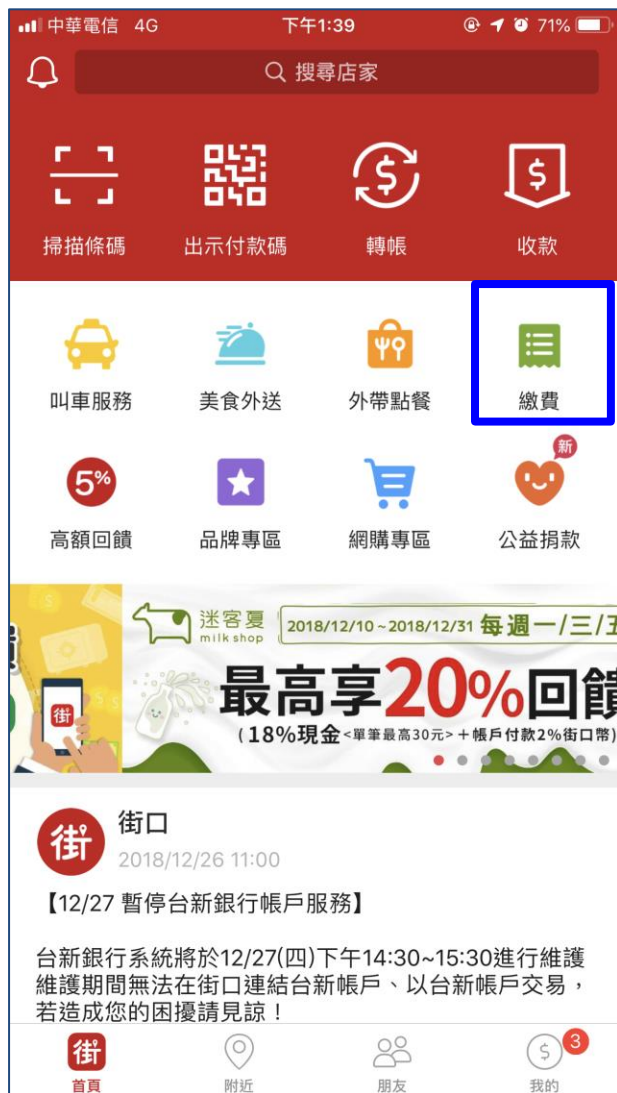 中華電信 4G 下午1:39 71%
搜尋店家
掃描條碼 出示付款碼 轉帳 收款
叫車服務 美食外送 外帶點餐 繳費
新
5%
高額回饋 品牌專區 網購專區 公益捐款
迷客夏
milk shop
2018/12/10~2018/12/31 每週一/三/五
最高享20%回饋
(18%現金<單筆最高30元>+帳戶付款2%街口幣)
街
街口
2018/12/26 11:00
【12/27 暫停台新銀行帳戶服務】
台新銀行系統將於12/27(四)下午14:30~15:30進行維護
維護期間無法在街口連結台新帳戶、以台新帳戶交易，
若造成您的困擾請見諒！
街 3
首頁 附近 朋友 我的